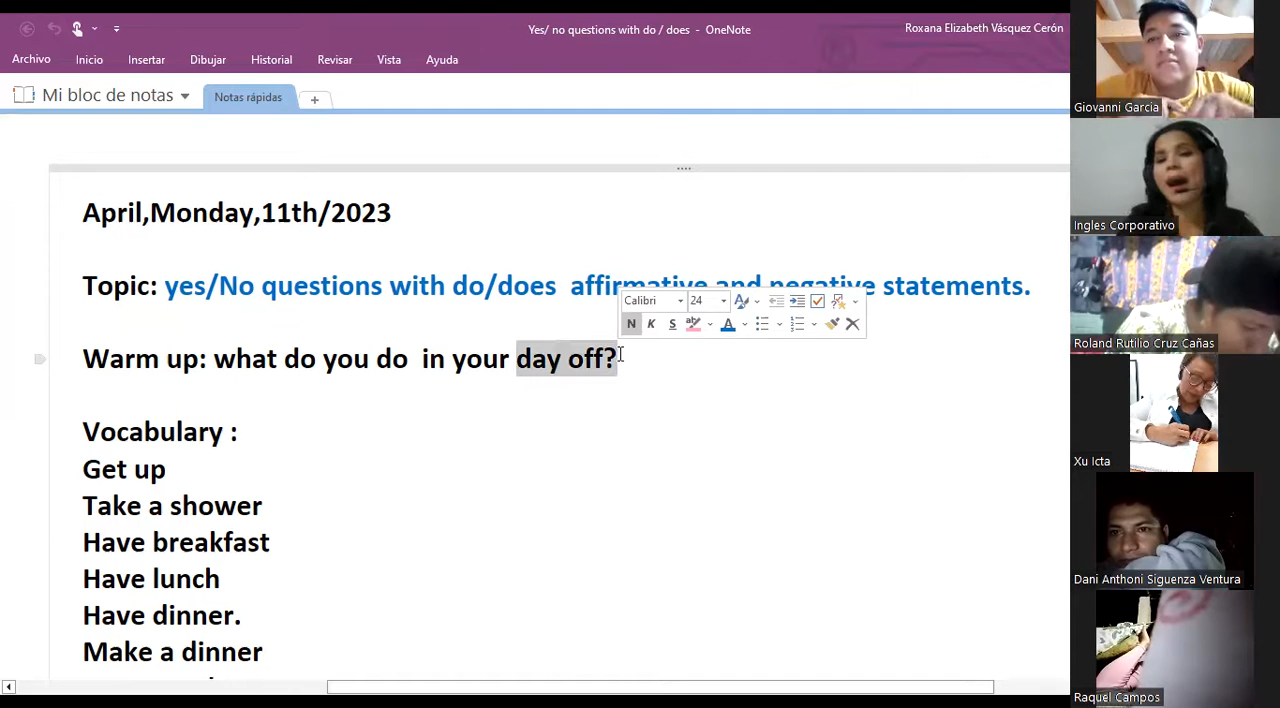 Yes/ no questions with do / does - OneNote
Roxana Elizabeth Vásquez Cerón
Archivo Inicio Insertar Dibujar Historial Revisar Vista Ayuda
Mi bloc de notas Notas rápidas
April,Monday,11th/2023
Topic: yes/No questions with do/does affirmative and negative statements.
Calibri 24
N K S aby A
Warm up: what do you do in your day off?
Vocabulary :
Get up
Take a shower
Have breakfast
Have lunch
Have dinner.
Make a dinner
Giovanni Garcia
Ingles Corporativo
Roland Rutilio Cruz Cañas
Xu Icta
Dani Anthoni Siguenza Ventura
Raquel Campos